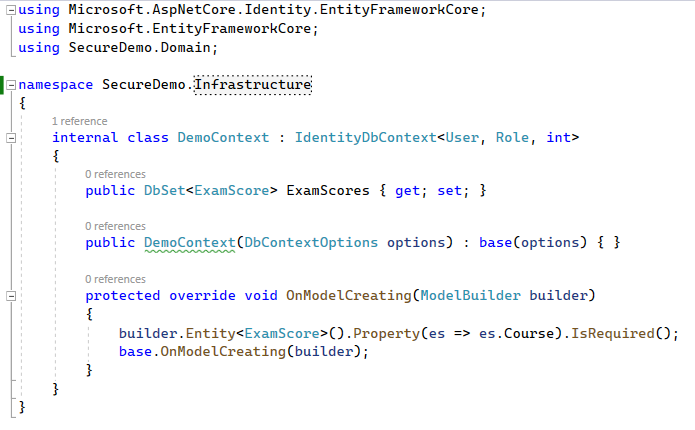 using Microsoft.AspNetCore.Identity.EntityFrameworkCore;
using Microsoft.EntityFrameworkCore;
using SecureDemo.Domain;
namespace SecureDemo.Infrastructure
{
1 reference
internal class DemoContext : IdentityDbContext<User, Role, int>
{
0 references
public DbSet<ExamScore> ExamScores { get; set; }
0 references
public DemoContext(DbContextOptions options) : base(options) { }
0 references
protected override void OnModelCreating(ModelBuilder builder)
{
builder.Entity<ExamScore>().Property(es => es.Course).IsRequired();
base.OnModelCreating(builder);
}
}
}